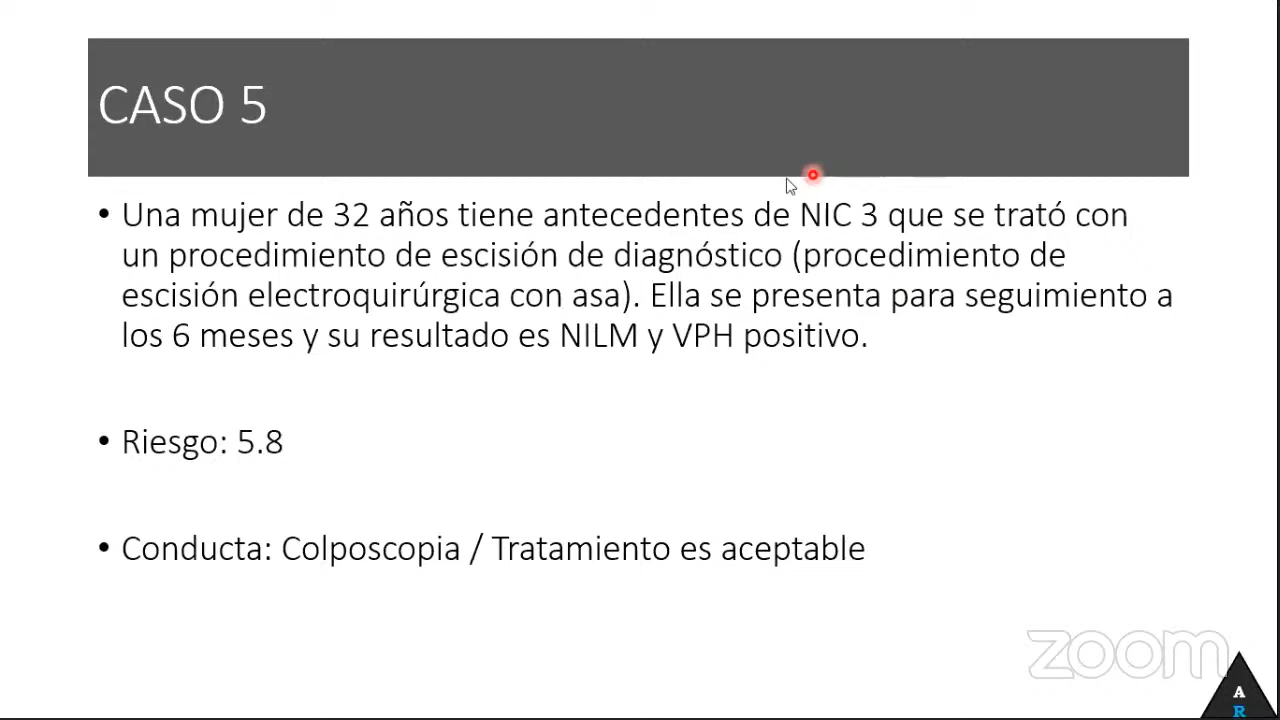 CASO 5
• Una mujer de 32 años tiene antecedentes de NIC 3 que se trató con
un procedimiento de escisión de diagnóstico (procedimiento de
escisión electroquirúrgica con asa). Ella se presenta para seguimiento a
los 6 meses y su resultado es NILM y VPH positivo.
• Riesgo: 5.8
• Conducta: Colposcopia / Tratamiento es aceptable
zoom
A
R